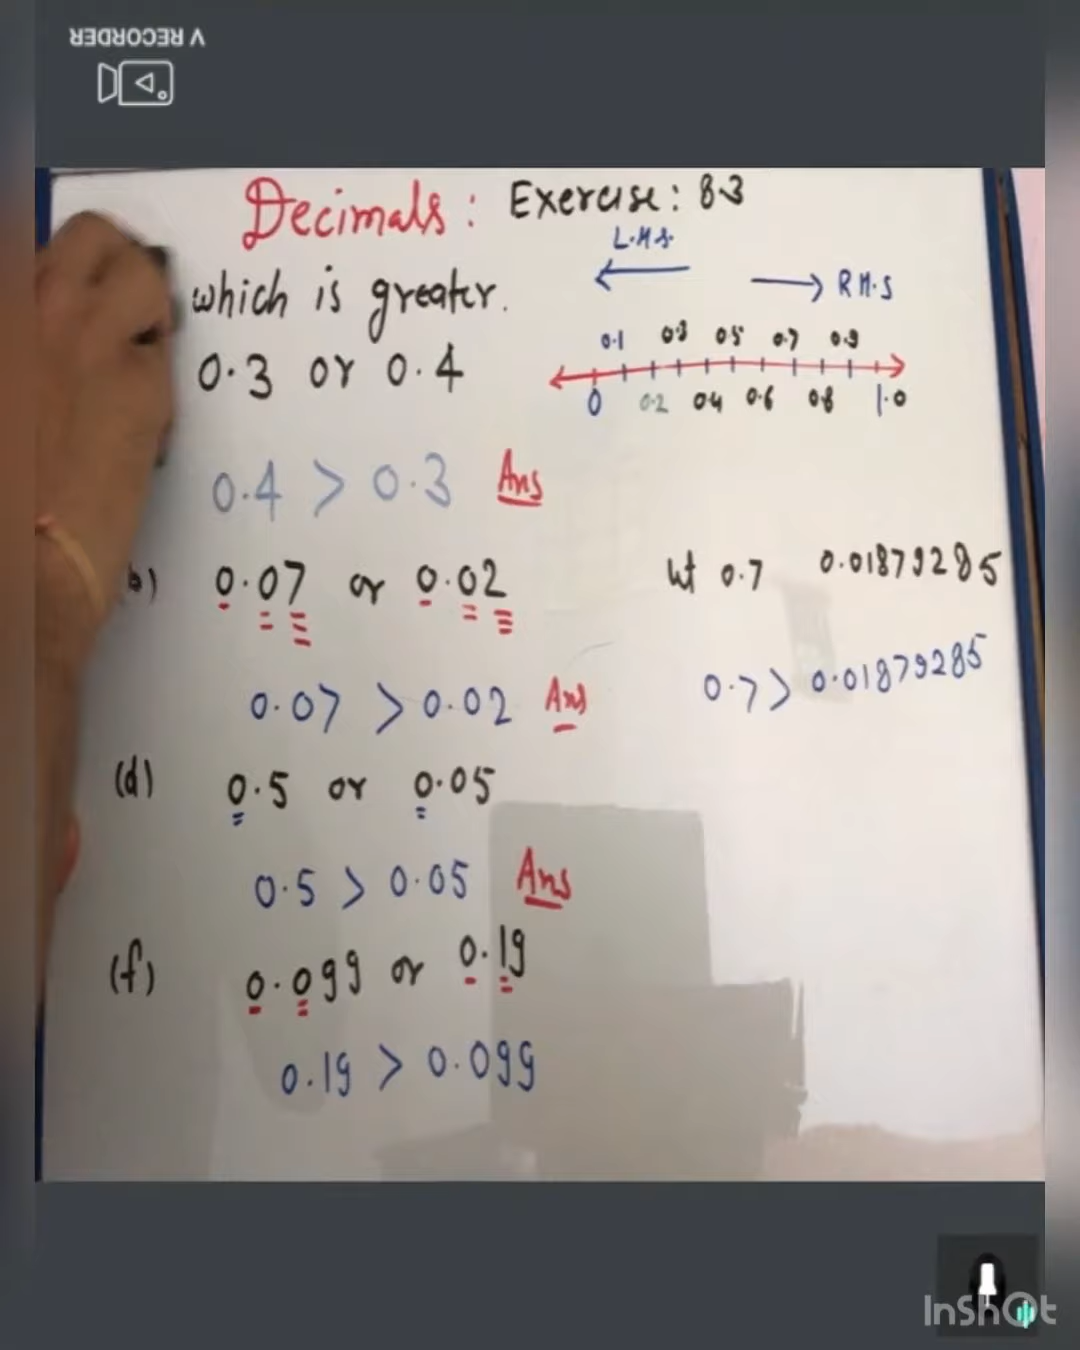 V RECORDER
Decimals: Exercise: 8.3
L.H.S.
R.H.S
which is greater.
0.1 0.3 0.5 0.7 0.9
0 0.2 0.4 0.6 0.8 1.0
0.3 or 0.4
0.4 > 0.3 Ans
b) 0.07 or 0.02
0.07 > 0.02 Ans
let 0.7 0.01879285
0.7 > 0.01879285
(d) 0.5 or 0.05
0.5 > 0.05 Ans
(f) 0.099 or 0.19
0.19 > 0.099
InShOt